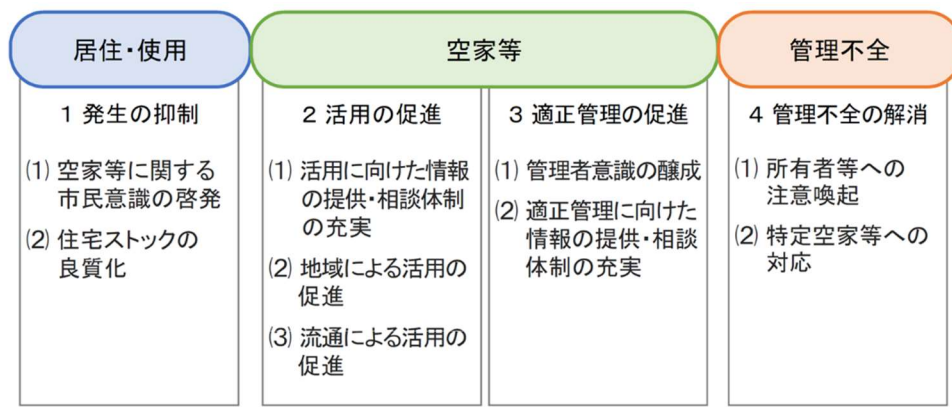 居住・使用
空家等
管理不全
1 発生の抑制
(1) 空家等に関する
市民意識の啓発
(2) 住宅ストックの
良質化
2 活用の促進
(1) 活用に向けた情報
の提供・相談体制
の充実
(2) 地域による活用の
促進
(3) 流通による活用の
促進
3 適正管理の促進
(1) 管理者意識の醸成
(2) 適正管理に向けた
情報の提供・相談
体制の充実
4 管理不全の解消
(1) 所有者等への
注意喚起
(2) 特定空家等への
対応